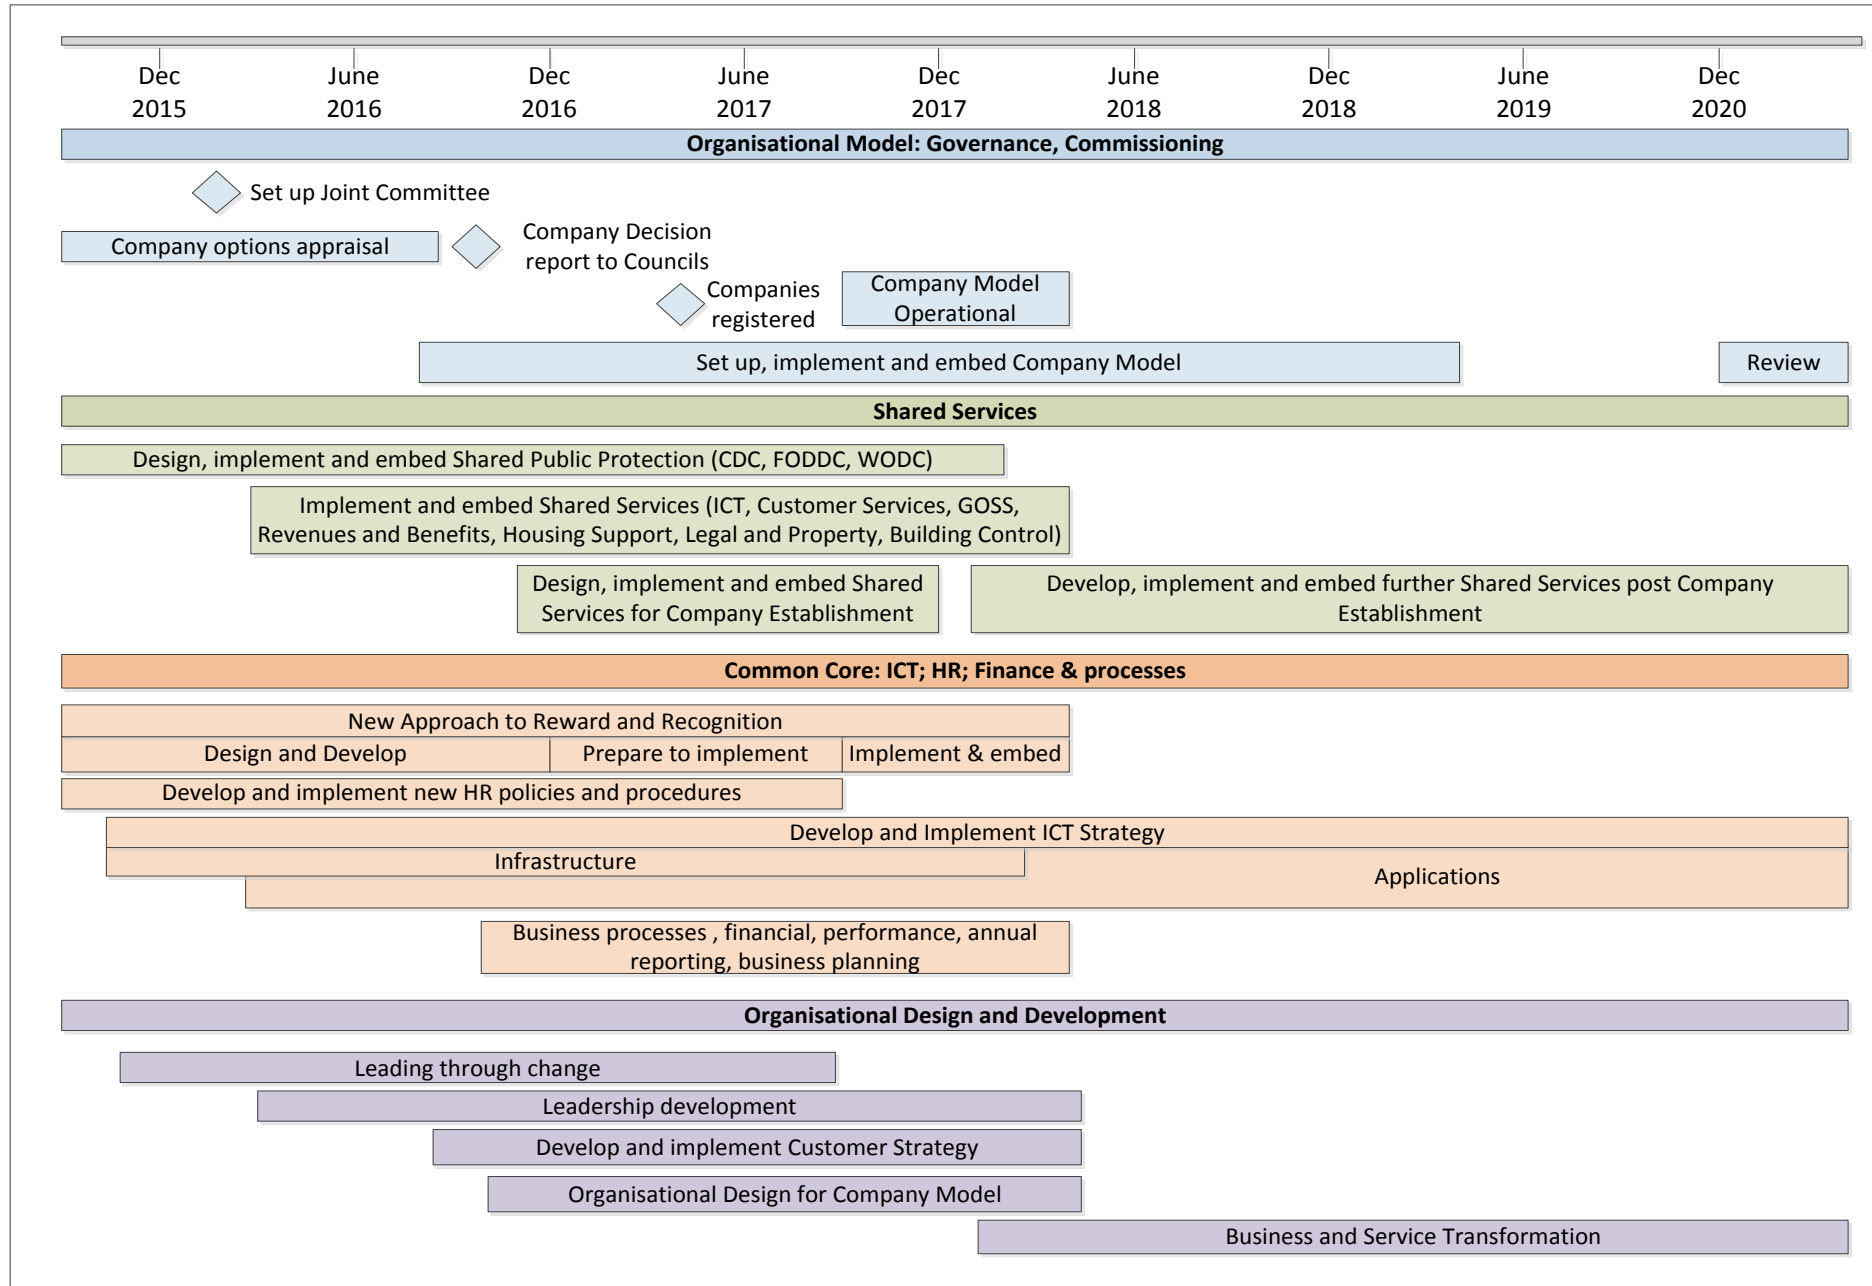 Dec June Dec June Dec June Dec June Dec
2015 2016 2016 2017 2017 2018 2018 2019 2020
Organisational Model: Governance, Commissioning
Set up Joint Committee
Company options appraisal
Company Decision
report to Councils
Companies
registered
Company Model
Operational
Set up, implement and embed Company Model
Review
Shared Services
Design, implement and embed Shared Public Protection (CDC, FODDC, WODC)
Implement and embed Shared Services (ICT, Customer Services, GOSS,
Revenues and Benefits, Housing Support, Legal and Property, Building Control)
Design, implement and embed Shared
Services for Company Establishment
Develop, implement and embed further Shared Services post Company
Establishment
Common Core: ICT; HR; Finance & processes
New Approach to Reward and Recognition
Design and Develop
Prepare to implement
Implement & embed
Develop and implement new HR policies and procedures
Develop and Implement ICT Strategy
Infrastructure
Applications
Business processes , financial, performance, annual
reporting, business planning
Organisational Design and Development
Leading through change
Leadership development
Develop and implement Customer Strategy
Organisational Design for Company Model
Business and Service Transformation